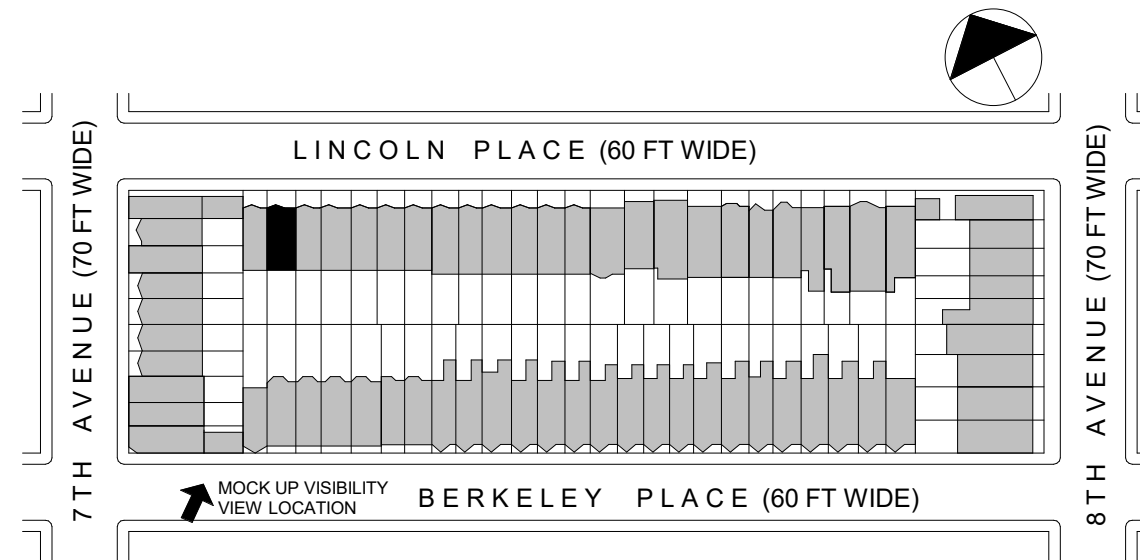 LINCOLN PLACE (60 FT WIDE)
7TH AVENUE (70 FT WIDE)
8TH AVENUE (70 FT WIDE)
MOCK UP VISIBILITY
VIEW LOCATION
BERKELEY PLACE (60 FT WIDE)